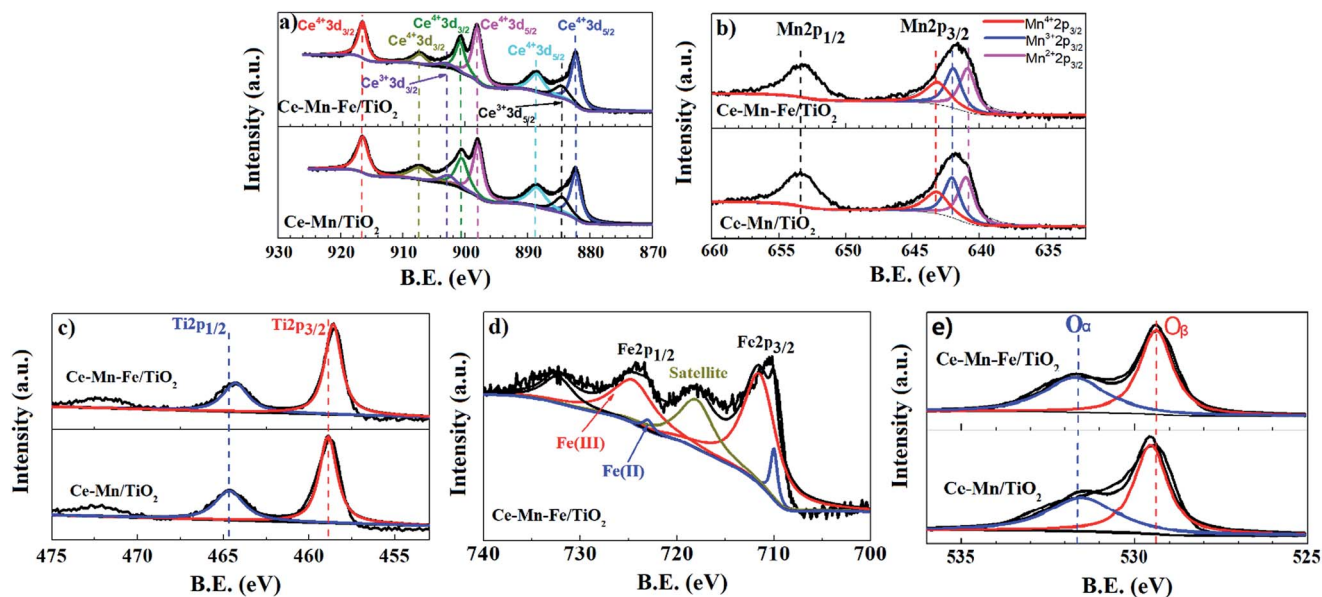 a)
Ce⁴⁺3d₃/₂
Ce⁴⁺3d₃/₂
Ce⁴⁺3d₃/₂
Ce⁴⁺3d₅/₂
Ce⁴⁺3d₅/₂
Ce⁴⁺3d₅/₂
Ce³⁺3d₃/₂
Ce³⁺3d₅/₂
Ce-Mn-Fe/TiO₂
Ce-Mn/TiO₂
Intensity (a.u.)
930 920 910 900 890 880 870
B.E. (eV)
b)
Mn2p₁/₂
Mn2p₃/₂
Mn⁴⁺2p₃/₂
Mn³⁺2p₃/₂
Mn²⁺2p₃/₂
Ce-Mn-Fe/TiO₂
Ce-Mn/TiO₂
Intensity (a.u.)
660 650 645 640 635
B.E. (eV)
c)
Ti2p₁/₂
Ti2p₃/₂
Ce-Mn-Fe/TiO₂
Ce-Mn/TiO₂
Intensity (a.u.)
475 465 460 455
B.E. (eV)
d)
Fe2p₁/₂
Fe2p₃/₂
Satellite
Fe(III)
Fe(II)
Ce-Mn-Fe/TiO₂
Intensity (a.u.)
740 730 720 710 700
B.E. (eV)
e)
Oα
Oβ
Ce-Mn-Fe/TiO₂
Ce-Mn/TiO₂
Intensity (a.u.)
535 530 525
B.E. (eV)